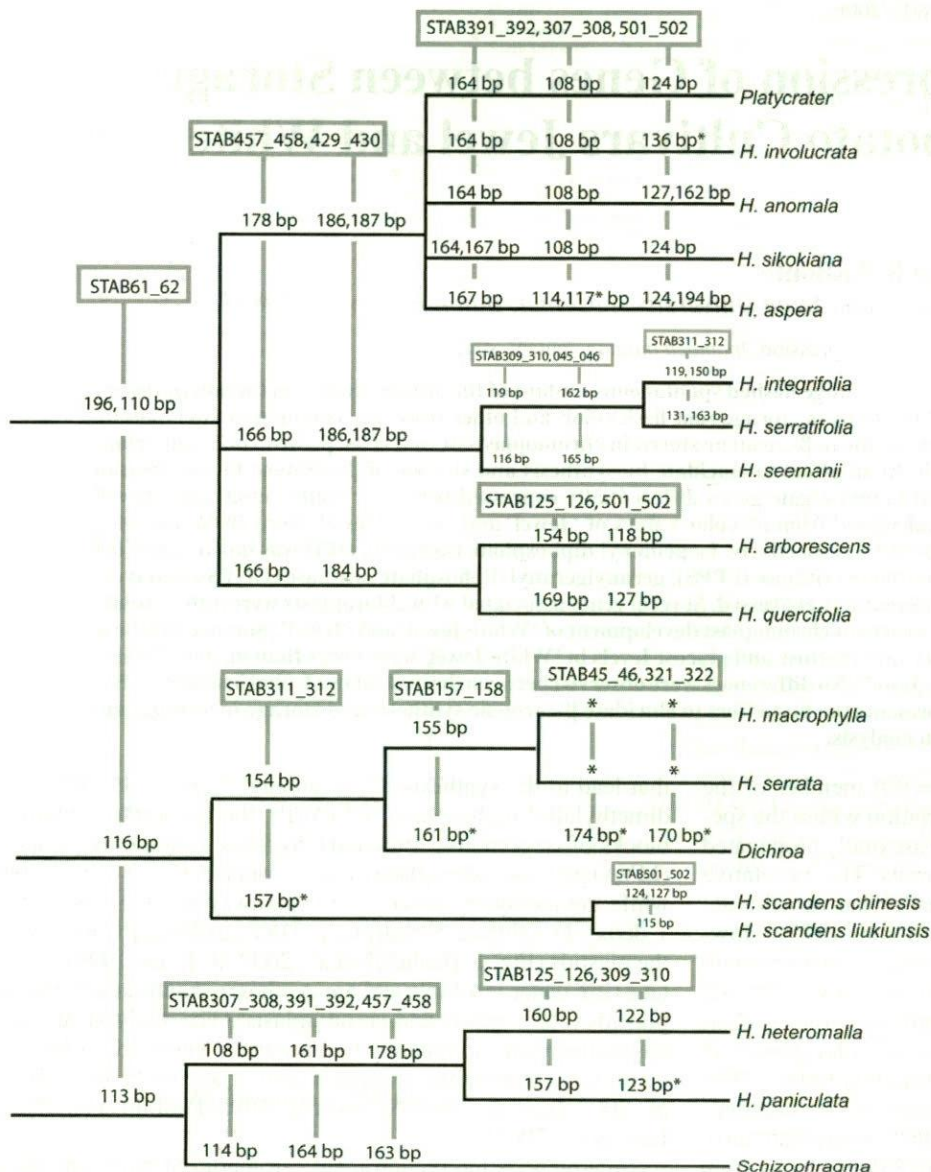 STAB391_392, 307_308, 501_502
164 bp 108 bp 124 bp
Platycrater
STAB457_458, 429_430
164 bp 108 bp 136 bp*
H. involucrata
164 bp 108 bp 127,162 bp
H. anomala
178 bp 186,187 bp
164,167 bp 108 bp 124 bp
H. sikokiana
STAB61_62
167 bp 114,117* bp 124,194 bp
H. aspera
STAB309_310, 045_046
STAB311_312
119, 150 bp
H. integrifolia
119 bp 162 bp
196, 110 bp
131, 163 bp
H. serratifolia
166 bp 186,187 bp
116 bp 165 bp
H. seemanii
STAB125_126, 501_502
154 bp 118 bp
H. arborescens
166 bp 184 bp
169 bp 127 bp
H. quercifolia
STAB311_312
STAB157_158
STAB45_46, 321_322
* *
H. macrophylla
155 bp
* *
H. serrata
154 bp
161 bp* 174 bp* 170 bp*
Dichroa
116 bp
157 bp*
STAB501_502
124, 127 bp
H. scandens chinesis
115 bp
H. scandens liukiunsis
STAB125_126, 309_310
STAB307_308, 391_392, 457_458
160 bp 122 bp
H. heteromalla
108 bp 161 bp 178 bp
157 bp 123 bp*
H. paniculata
113 bp
114 bp 164 bp 163 bp
Schizophragma